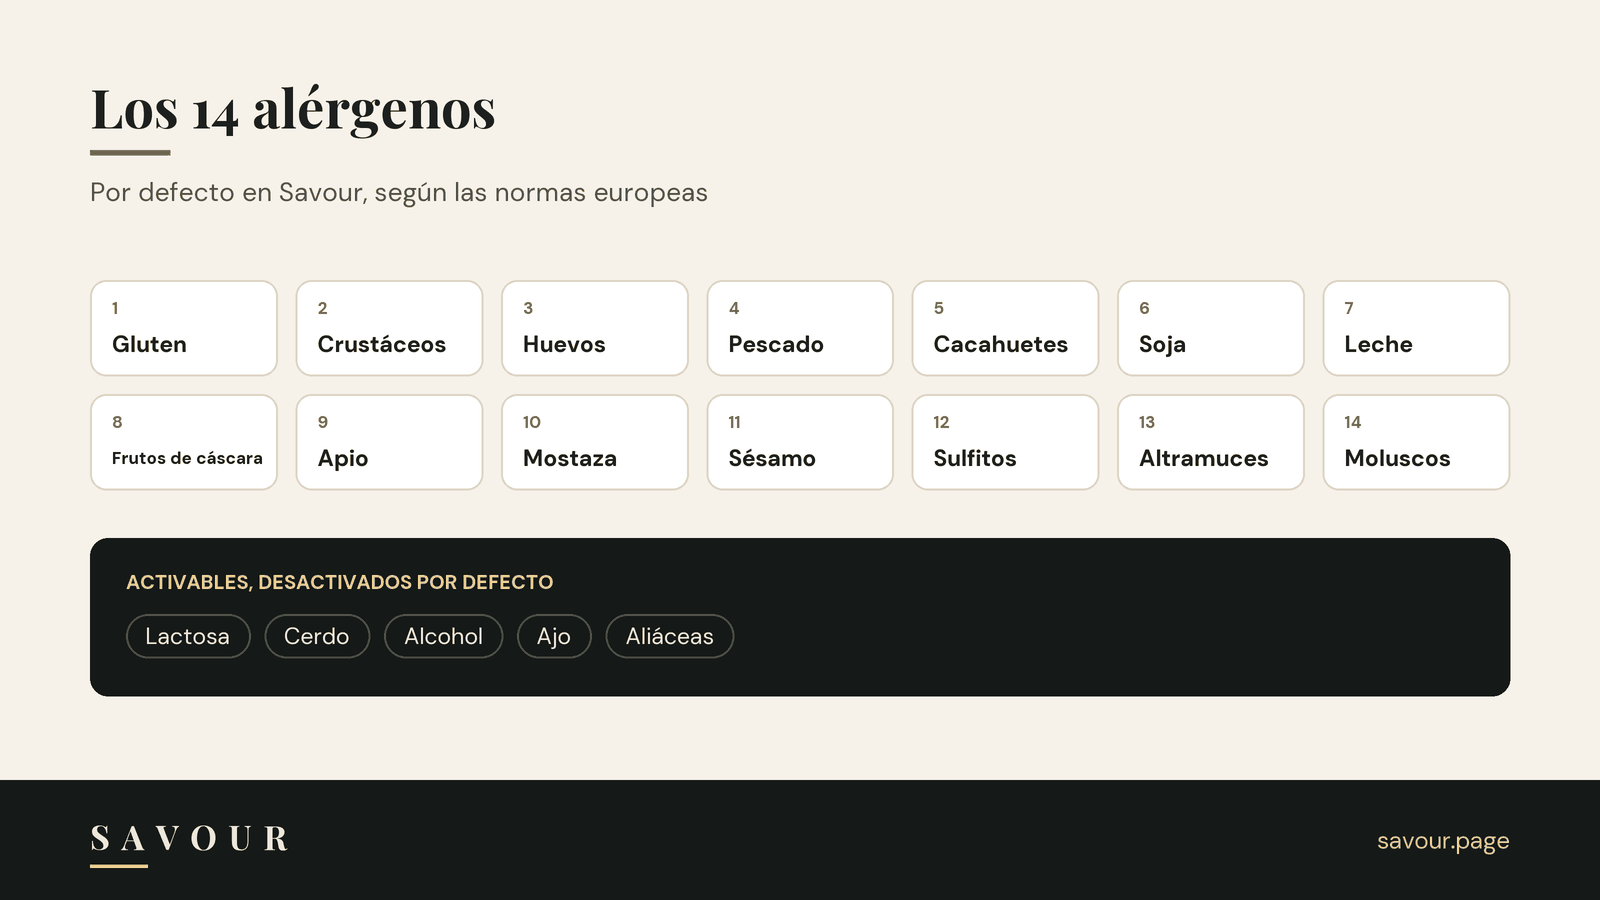 Los 14 alérgenos
Por defecto en Savour, según las normas europeas
1
Gluten
2
Crustáceos
3
Huevos
4
Pescado
5
Cacahuetes
6
Soja
7
Leche
8
Frutos de cáscara
9
Apio
10
Mostaza
11
Sésamo
12
Sulfitos
13
Altramuces
14
Moluscos
ACTIVABLES, DESACTIVADOS POR DEFECTO
Lactosa
Cerdo
Alcohol
Ajo
Aliáceas
SAVOUR
savour.page